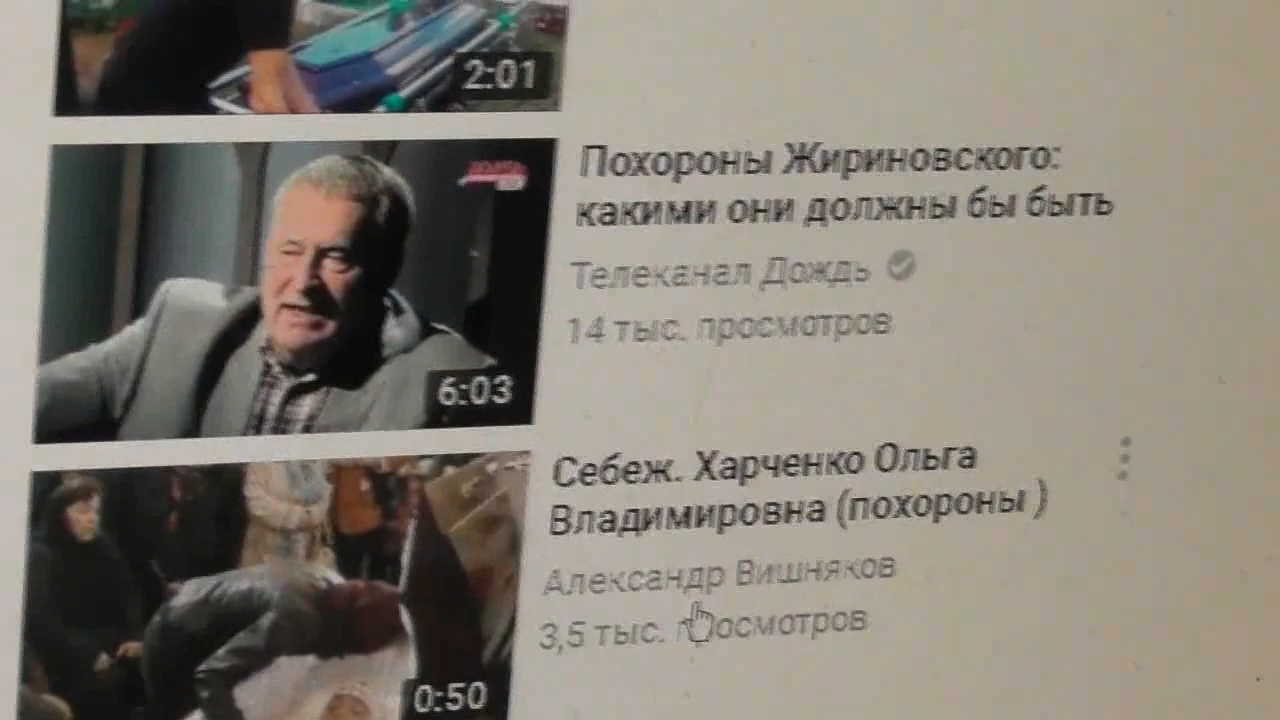 2:01
Похороны Жириновского:
какими они должны бы быть
Телеканал Дождь
14 тыс. просмотров
6:03
Себеж. Харченко Ольга
Владимировна (похороны )
Александр Вишняков
3,5 тыс. просмотров
0:50